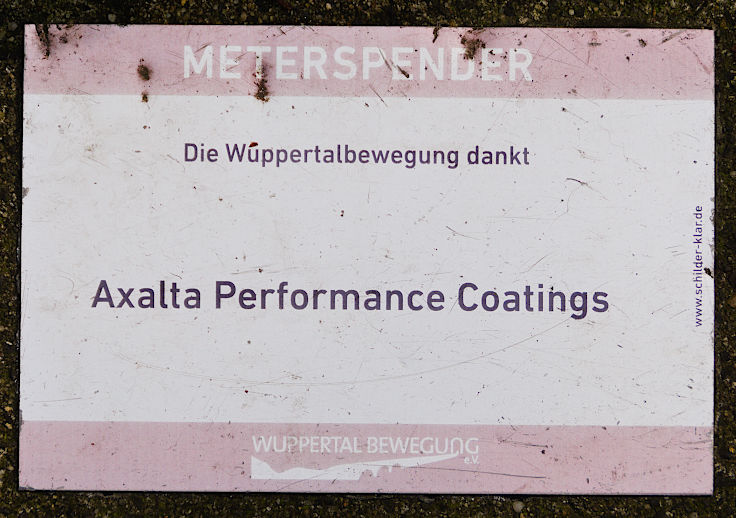 METERSPENDER
Die Wuppertalbewegung dankt
Axalta Performance Coatings
www.schilder-klar.de
WUPPERTAL BEWEGUNG
e.V.